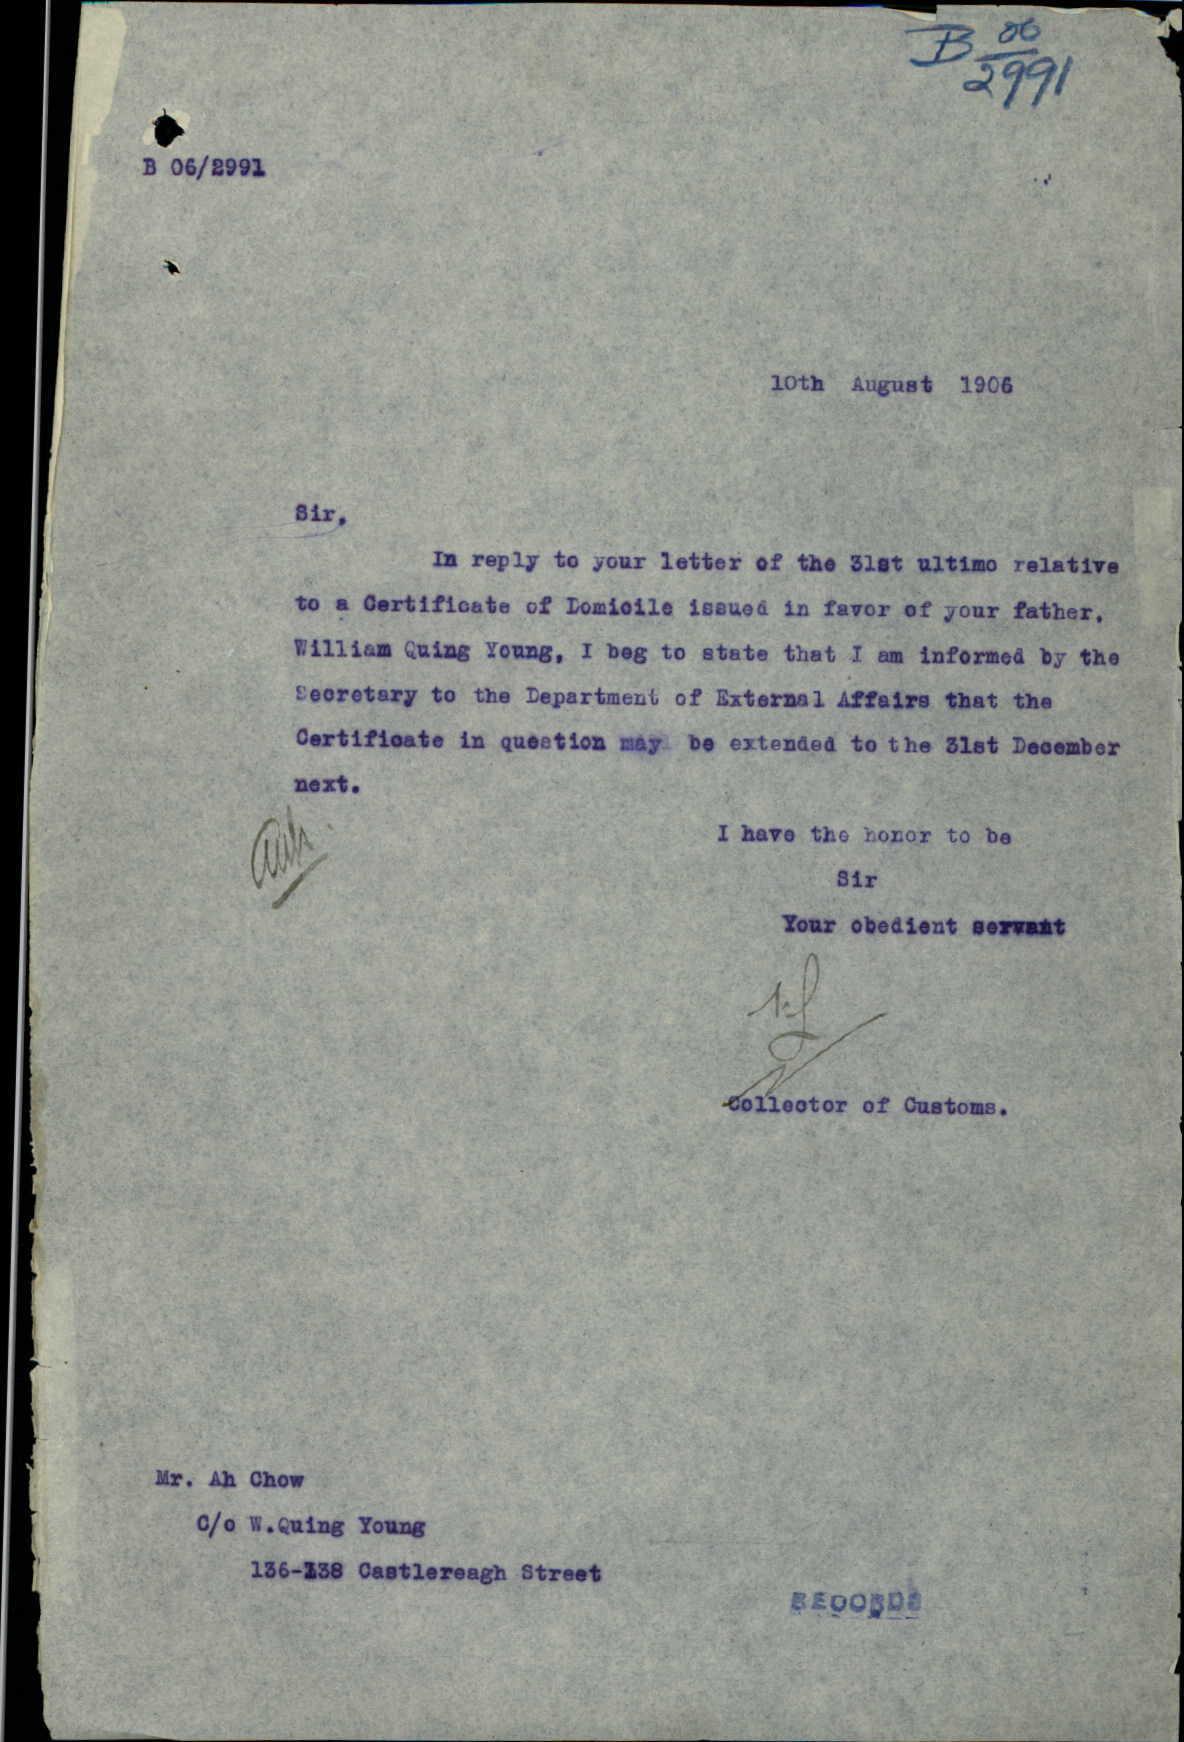 B 06/2991
B 06/2991
10th August 1906
Sir,
In reply to your letter of the 31st ultimo relative
to a Certificate of Domicile issued in favor of your father,
William Quing Young, I beg to state that I am informed by the
Secretary to the Department of External Affairs that the
Certificate in question may be extended to the 31st December
next.
I have the honor to be
Sir
Your obedient servant
Collector of Customs.
Mr. Ah Chow
C/o W.Quing Young
136-138 Castlereagh Street
RECORDS